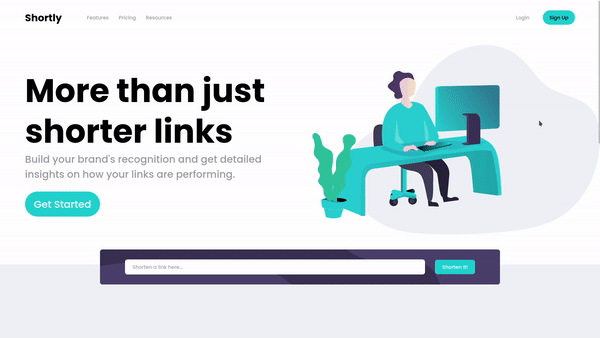 Shortly
Features Pricing Resources
Login
Sign Up
More than just
shorter links
Build your brand's recognition and get detailed
insights on how your links are performing.
Get Started
Shorten a link here...
Shorten It!